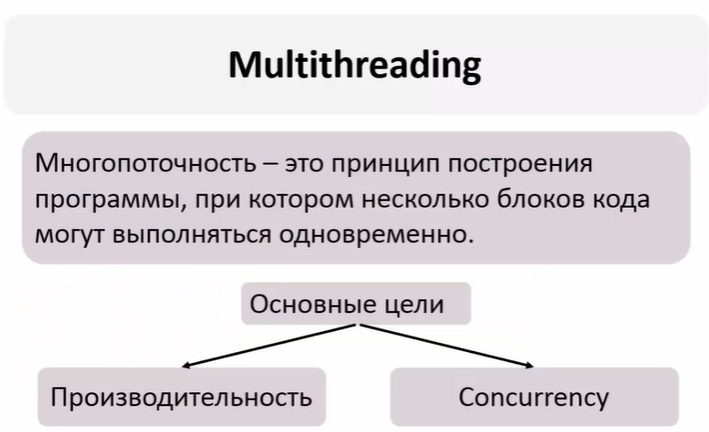 Multithreading
Многопоточность – это принцип построения
программы, при котором несколько блоков кода
могут выполняться одновременно.
Основные цели
Производительность
Concurrency